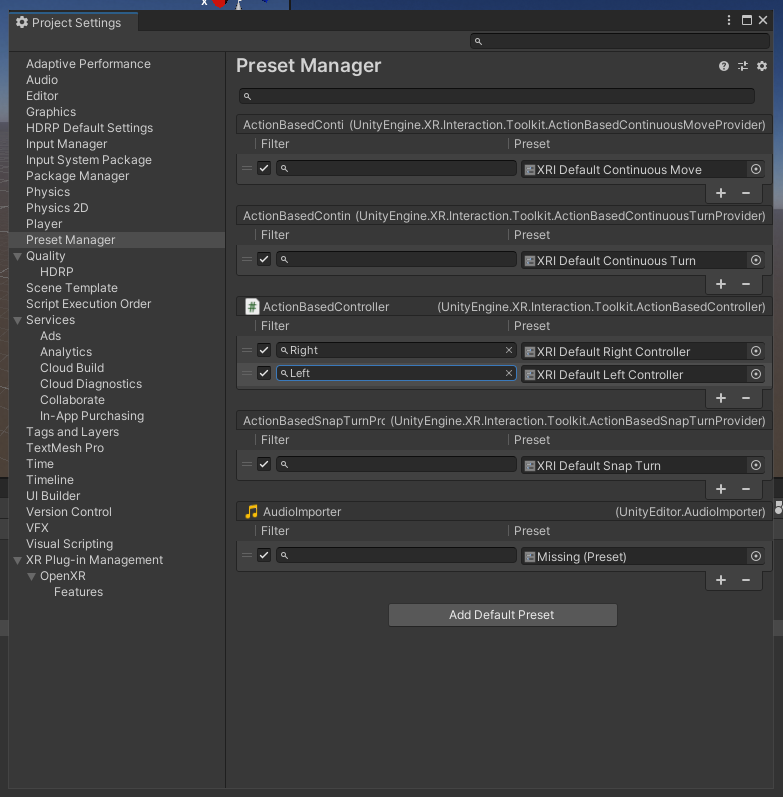 X
Project Settings
Adaptive Performance
Audio
Editor
Graphics
HDRP Default Settings
Input Manager
Input System Package
Package Manager
Physics
Physics 2D
Player
Preset Manager
Quality
HDRP
Scene Template
Script Execution Order
Services
Ads
Analytics
Cloud Build
Cloud Diagnostics
Collaborate
In-App Purchasing
Tags and Layers
TextMesh Pro
Time
Timeline
UI Builder
Version Control
VFX
Visual Scripting
XR Plug-in Management
OpenXR
Features
Preset Manager
ActionBasedConti (UnityEngine.XR.Interaction.Toolkit.ActionBasedContinuousMoveProvider)
Filter Preset
XRI Default Continuous Move
ActionBasedContin (UnityEngine.XR.Interaction.Toolkit.ActionBasedContinuousTurnProvider)
Filter Preset
XRI Default Continuous Turn
ActionBasedController (UnityEngine.XR.Interaction.Toolkit.ActionBasedController)
Filter Preset
Right XRI Default Right Controller
Left XRI Default Left Controller
ActionBasedSnapTurnPrc (UnityEngine.XR.Interaction.Toolkit.ActionBasedSnapTurnProvider)
Filter Preset
XRI Default Snap Turn
AudioImporter (UnityEditor.AudioImporter)
Filter Preset
Missing (Preset)
Add Default Preset